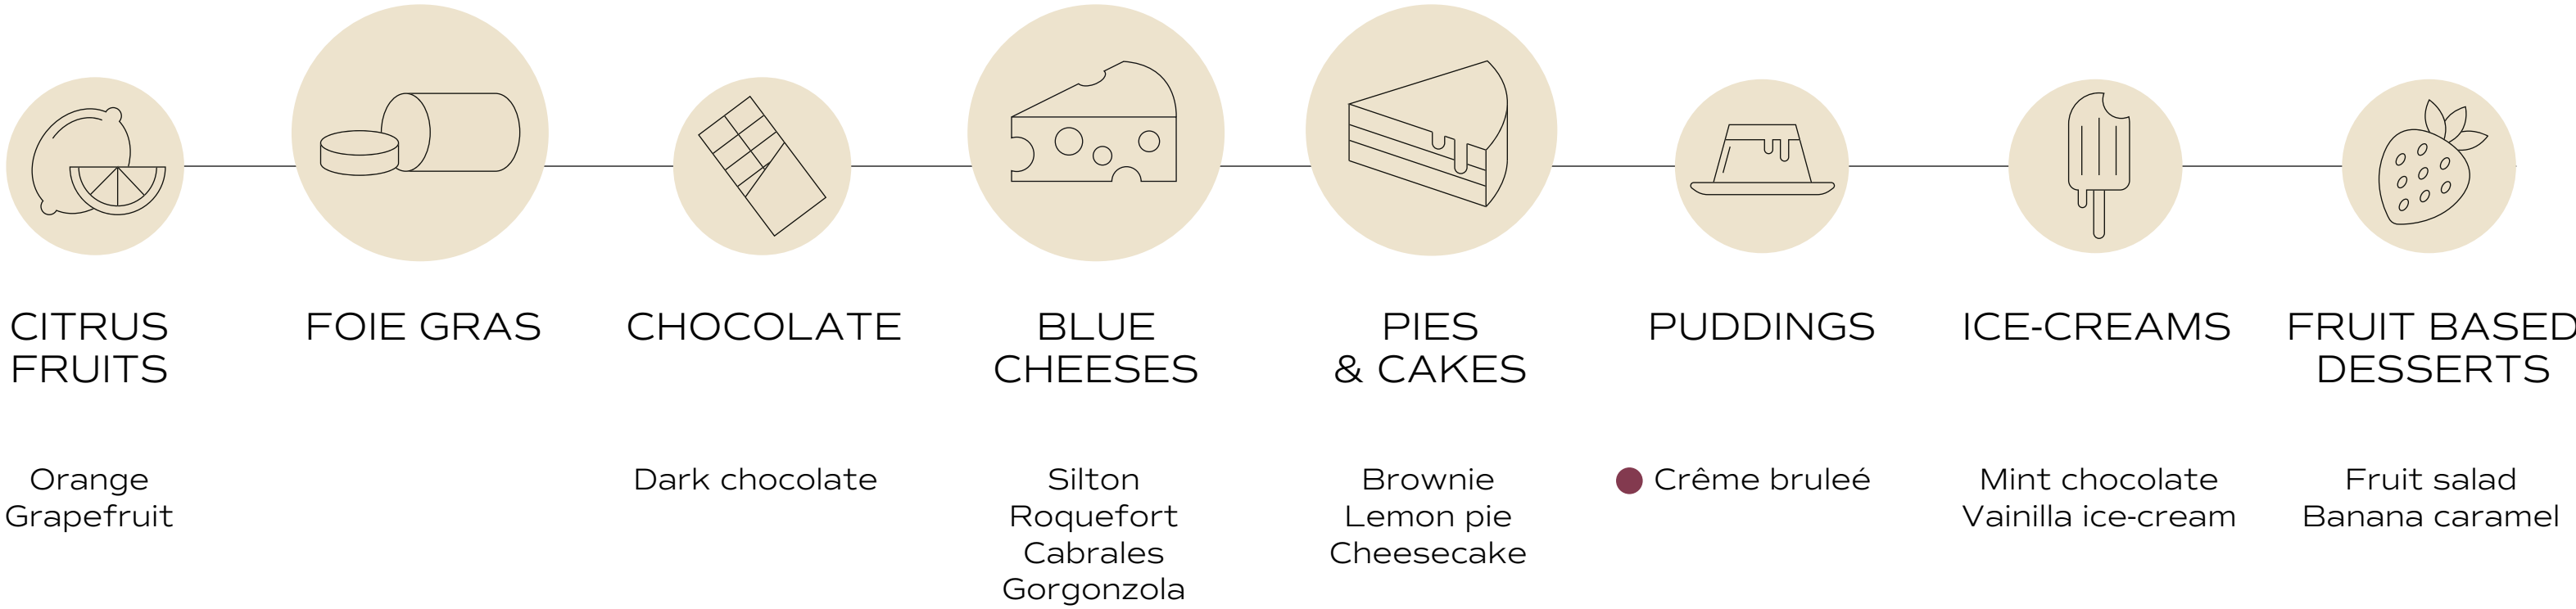 CITRUS
FRUITS
FOIE GRAS
CHOCOLATE
BLUE
CHEESES
PIES
& CAKES
PUDDINGS
ICE-CREAMS
FRUIT BASED
DESSERTS
Orange
Grapefruit
Dark chocolate
Silton
Roquefort
Cabrales
Gorgonzola
Brownie
Lemon pie
Cheesecake
Crême bruleé
Mint chocolate
Vainilla ice-cream
Fruit salad
Banana caramel